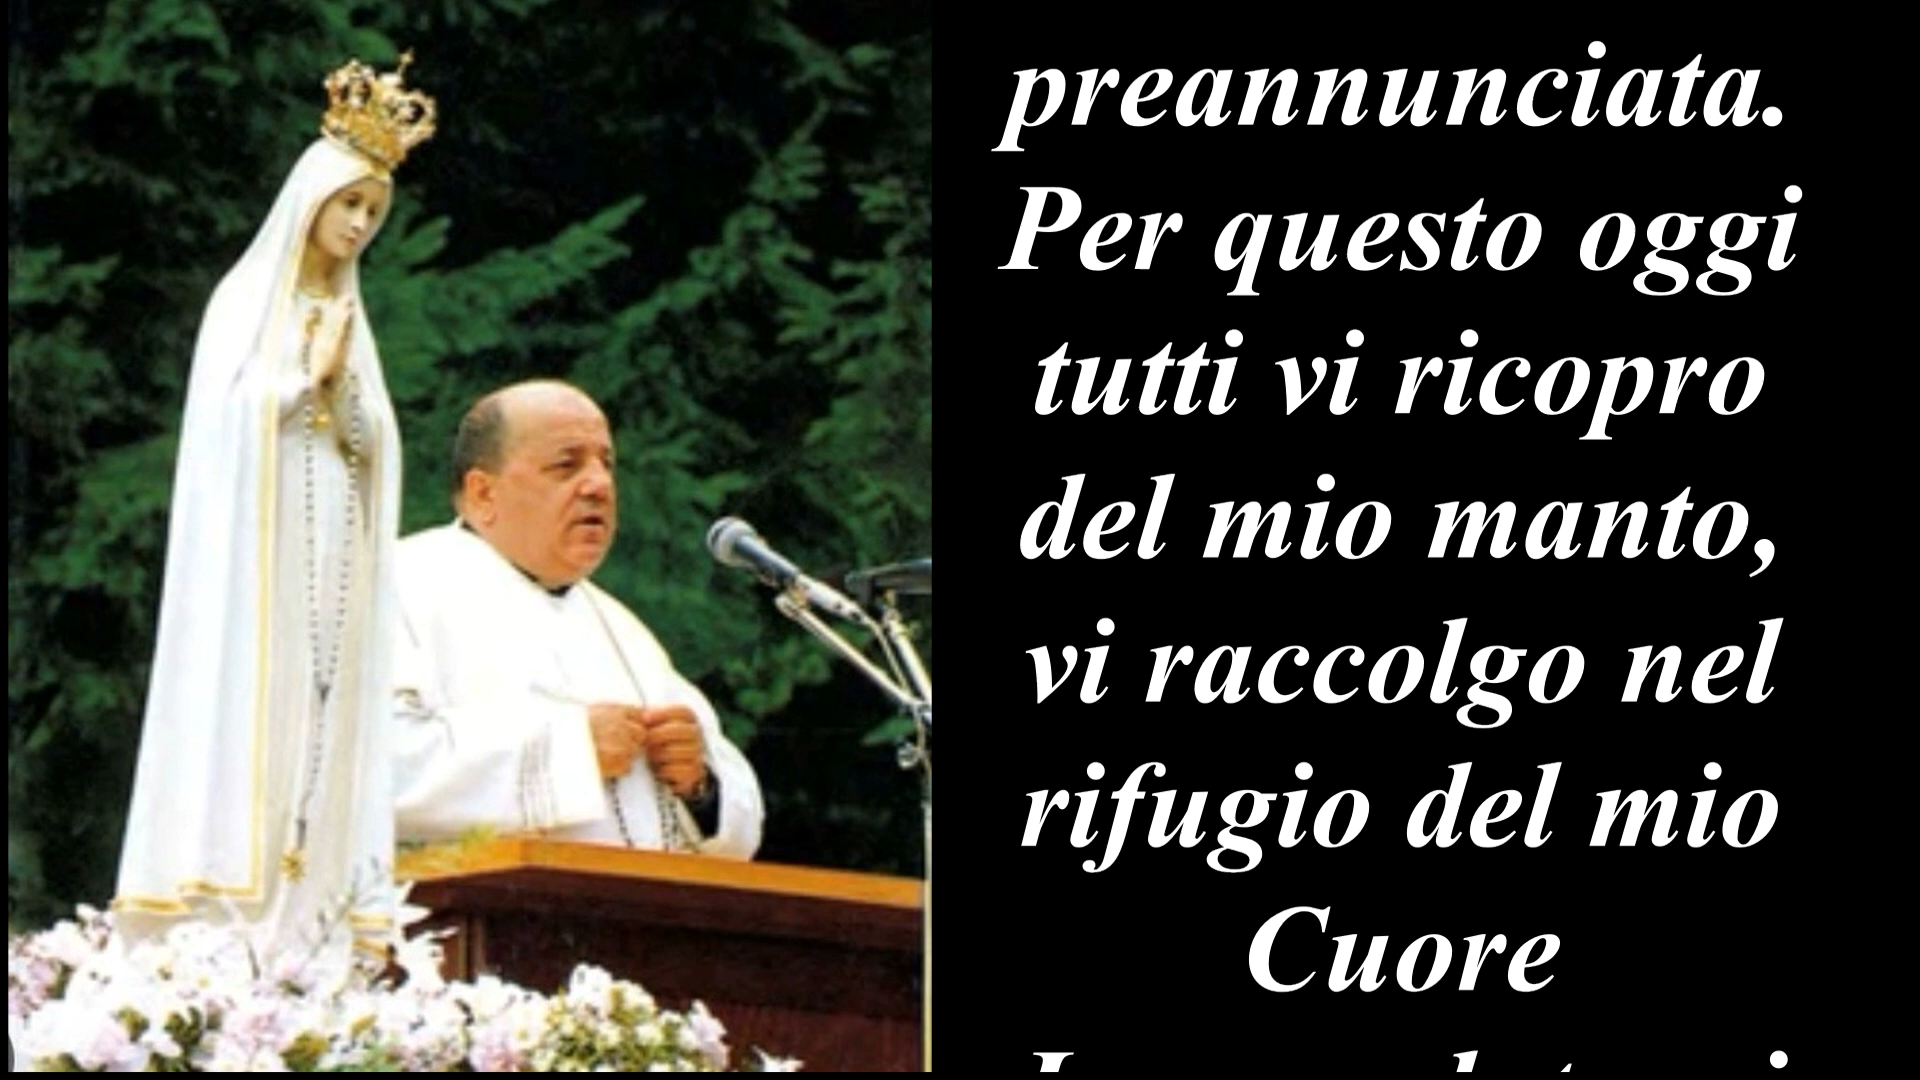 preannunciata.
Per questo oggi
tutti vi ricopro
del mio manto,
vi raccolgo nel
rifugio del mio
Cuore